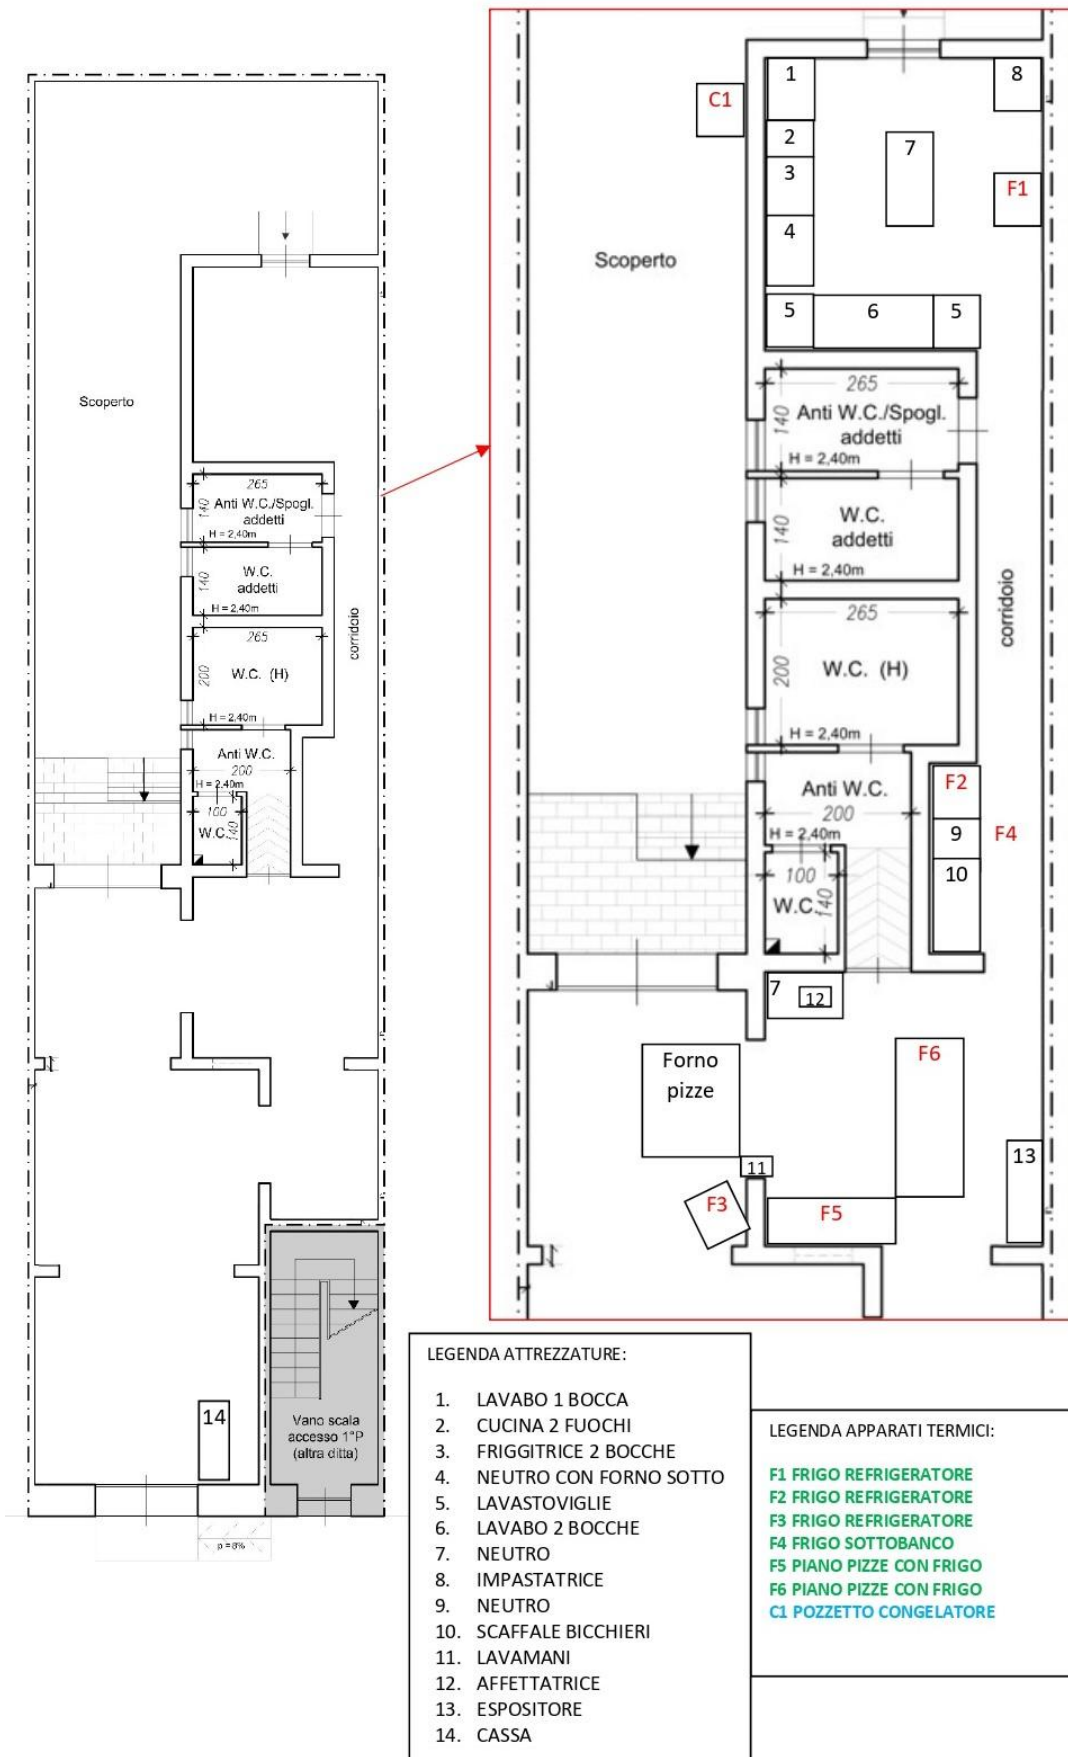 Scoperto
265
140
Anti W.C./Spogl.
addetti
H = 2,40m
140
W.C.
addetti
H = 2,40m
265
200
W.C. (H)
H = 2,40m
corridoio
Anti W.C.
200
H = 2,40m
100
W.C.
140
14
Vano scala
accesso 1°P
(altra ditta)
p = 8%
C1
1
2
3
4
5
6
5
7
8
F1
Scoperto
265
140
Anti W.C./Spogl.
addetti
H = 2,40m
140
W.C.
addetti
H = 2,40m
265
200
W.C. (H)
H = 2,40m
corridoio
Anti W.C.
200
H = 2,40m
100
W.C.
140
F2
9
F4
10
7
12
Forno
pizze
F6
11
13
F3
F5
LEGENDA ATTREZZATURE:
1. LAVABO 1 BOCCA
2. CUCINA 2 FUOCHI
3. FRIGGITRICE 2 BOCCHE
4. NEUTRO CON FORNO SOTTO
5. LAVASTOVIGLIE
6. LAVABO 2 BOCCHE
7. NEUTRO
8. IMPASTATRICE
9. NEUTRO
10. SCAFFALE BICCHIERI
11. LAVAMANI
12. AFFETTATRICE
13. ESPOSITORE
14. CASSA
LEGENDA APPARATI TERMICI:
F1 FRIGO REFRIGERATORE
F2 FRIGO REFRIGERATORE
F3 FRIGO REFRIGERATORE
F4 FRIGO SOTTOBANCO
F5 PIANO PIZZE CON FRIGO
F6 PIANO PIZZE CON FRIGO
C1 POZZETTO CONGELATORE